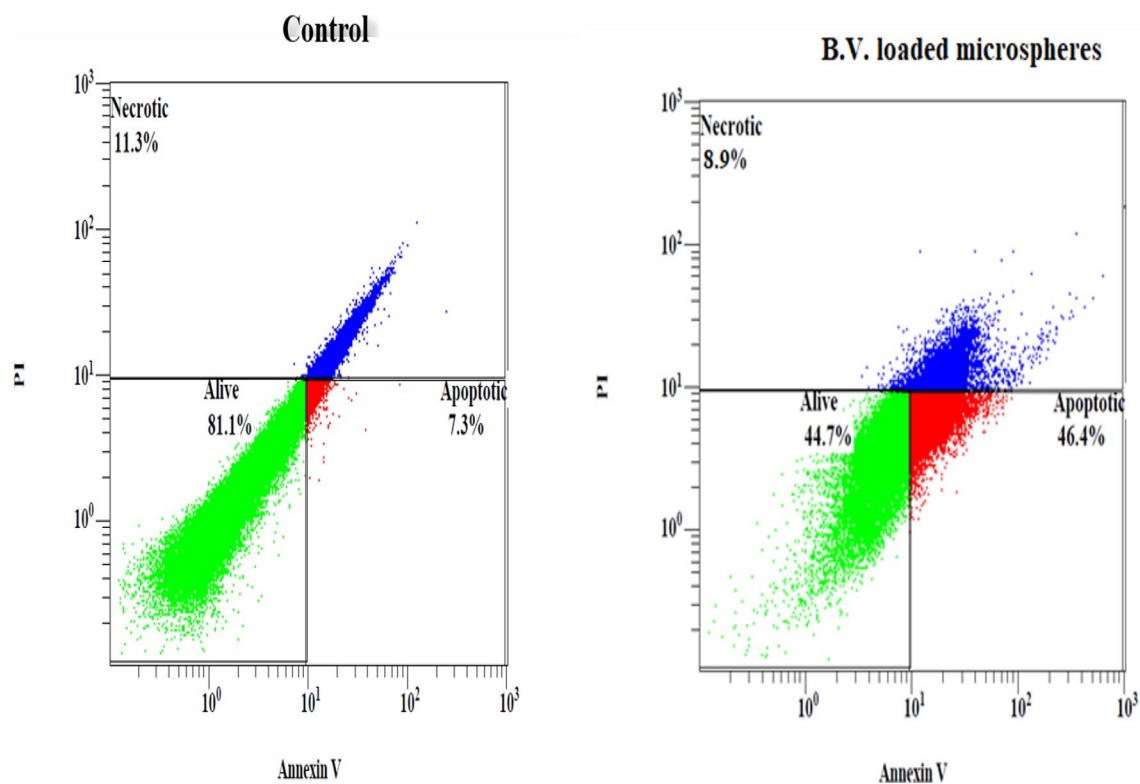 Control
10³
Necrotic
11.3%
10²
PI
10¹
Alive
81.1%
Apoptotic
7.3%
10⁰
10⁰ 10¹ 10² 10³
Annexin V
B.V. loaded microspheres
10³
Necrotic
8.9%
10²
PI
10¹
Alive
44.7%
Apoptotic
46.4%
10⁰
10⁰ 10¹ 10² 10³
Annexin V